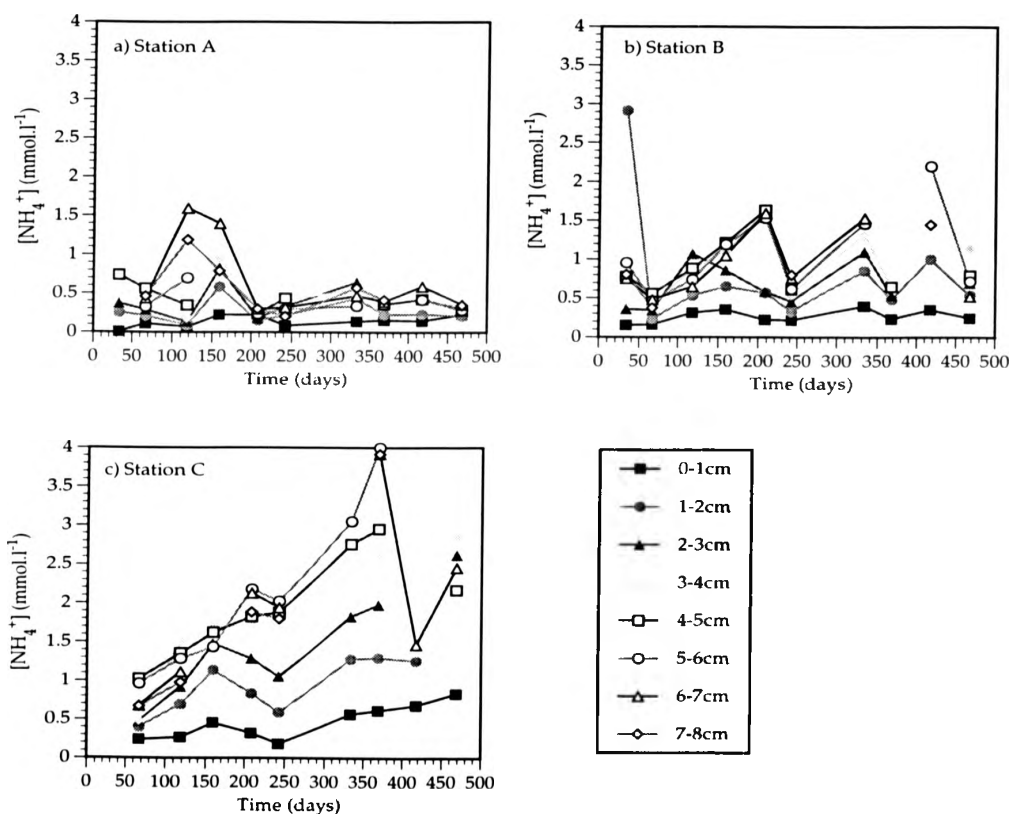 a) Station A
[NH4+] (mmol.l-1)
4
3.5
3
2.5
2
1.5
1
0.5
0
0 50 100 150 200 250 300 350 400 450 500
Time (days)
b) Station B
[NH4+] (mmol.l-1)
4
3.5
3
2.5
2
1.5
1
0.5
0
0 50 100 150 200 250 300 350 400 450 500
Time (days)
c) Station C
[NH4+] (mmol.l-1)
4
3.5
3
2.5
2
1.5
1
0.5
0
0 50 100 150 200 250 300 350 400 450 500
Time (days)
0-1cm
1-2cm
2-3cm
3-4cm
4-5cm
5-6cm
6-7cm
7-8cm